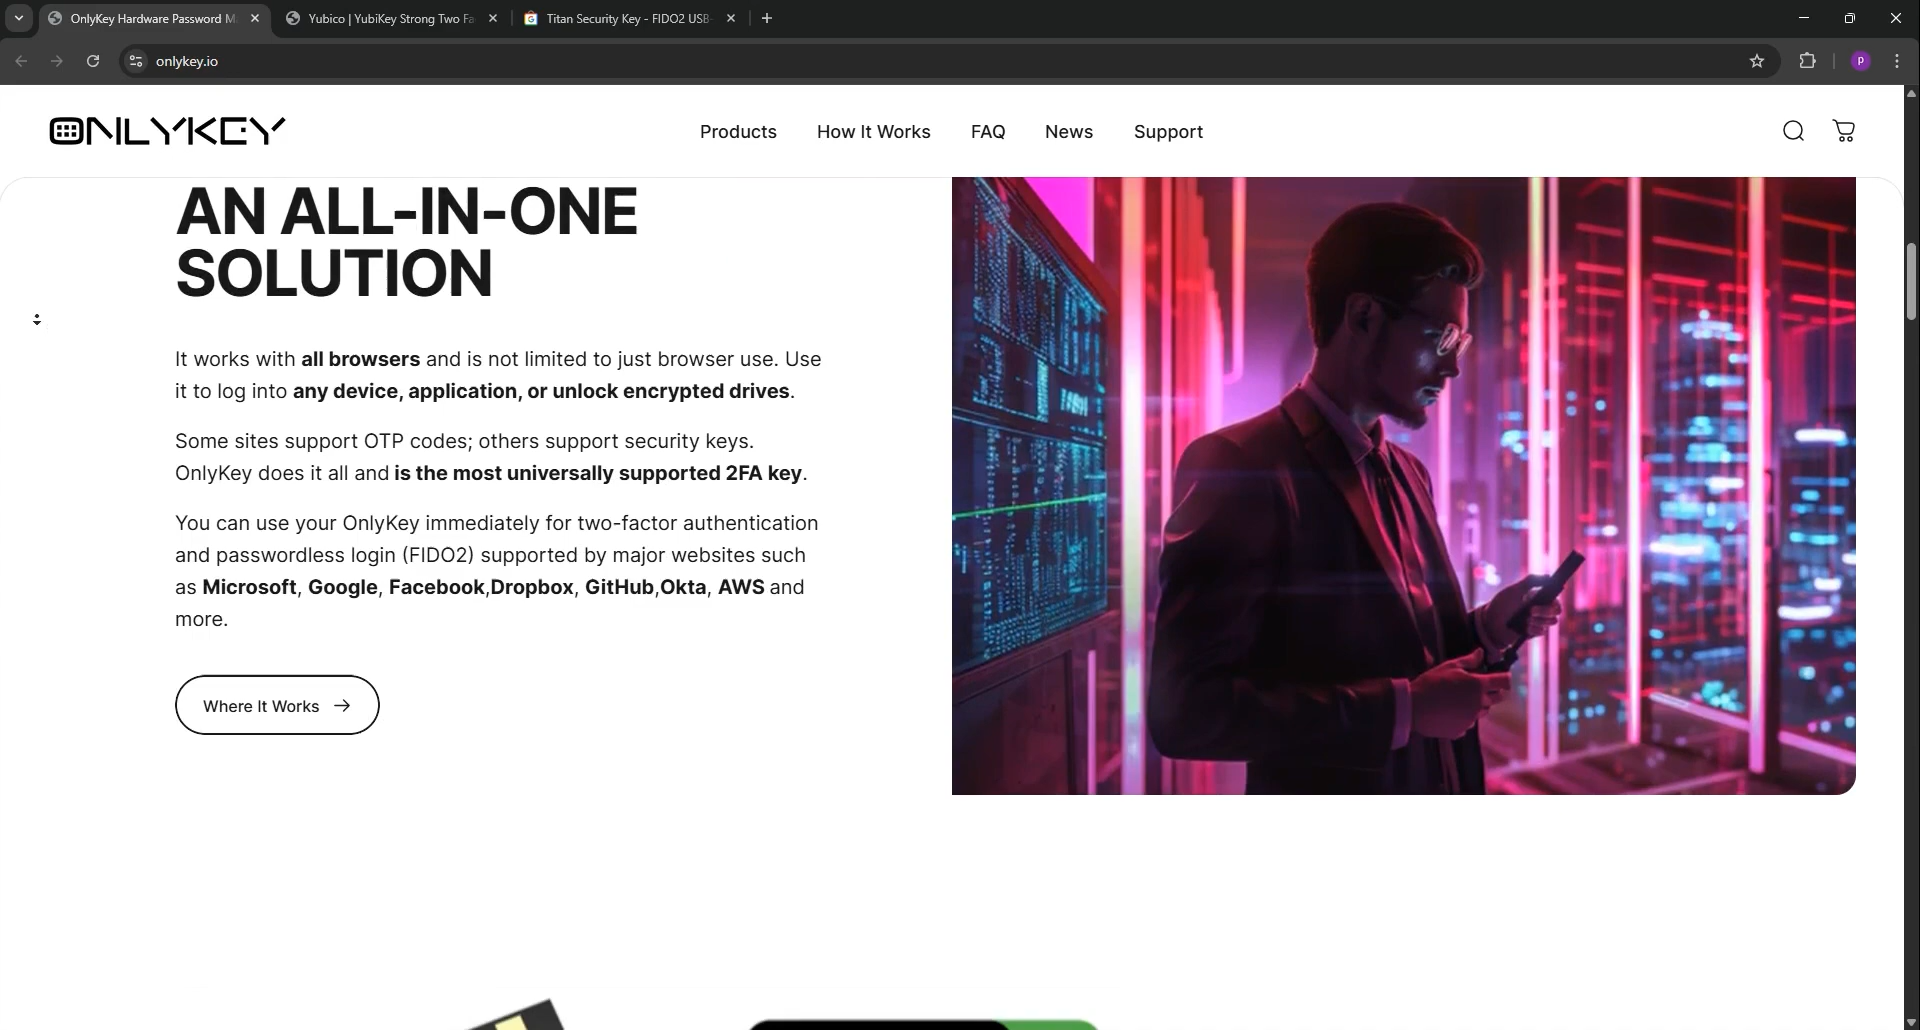 OnlyKey Hardware Password M
Yubico | YubiKey Strong Two Fa
Titan Security Key - FIDO2 USB-
onlykey.io
P
ONLYKEY
Products
How It Works
FAQ
News
Support
AN ALL-IN-ONE
SOLUTION
It works with all browsers and is not limited to just browser use. Use
it to log into any device, application, or unlock encrypted drives.
Some sites support OTP codes; others support security keys.
OnlyKey does it all and is the most universally supported 2FA key.
You can use your OnlyKey immediately for two-factor authentication
and passwordless login (FIDO2) supported by major websites such
as Microsoft, Google, Facebook,Dropbox, GitHub,Okta, AWS and
more.
Where It Works